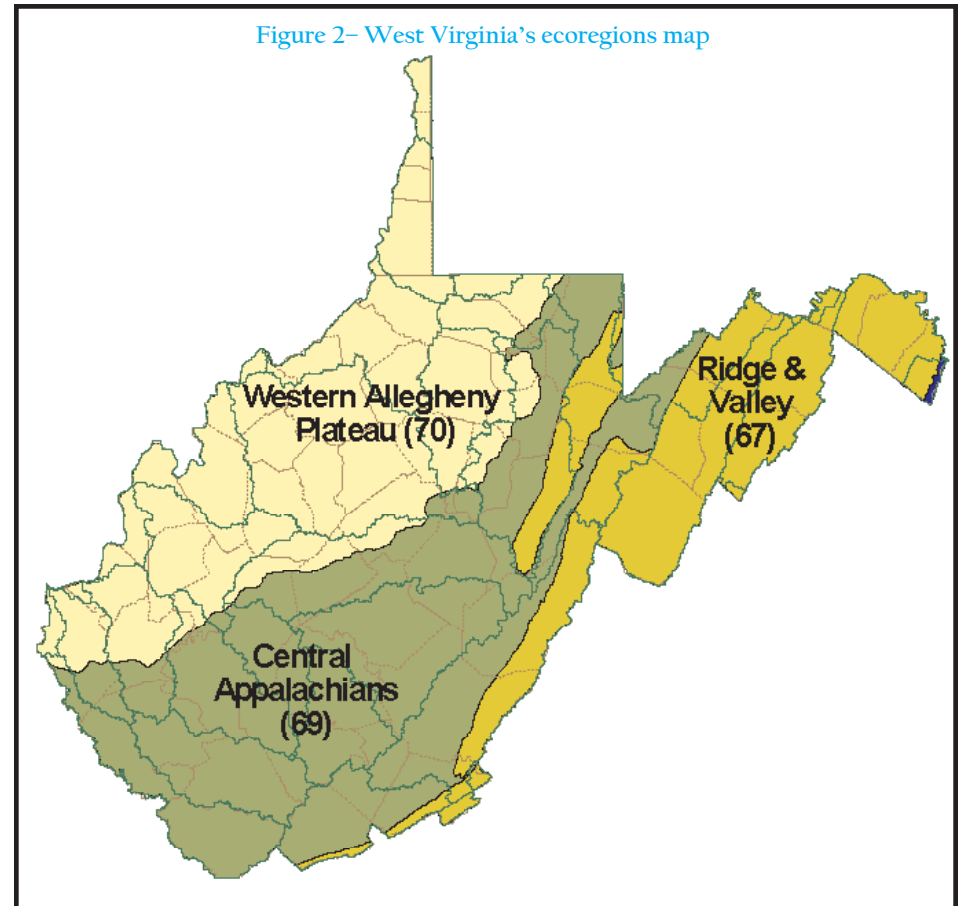 Figure 2– West Virginia’s ecoregions map
Western Allegheny
Plateau (70)
Ridge &
Valley
(67)
Central
Appalachians
(69)